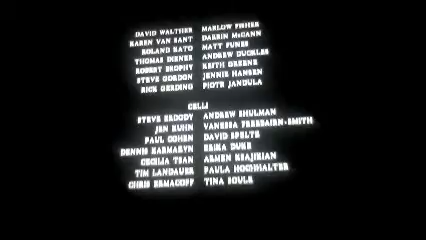 DAVID WALTHER MARLOW FISHER
KAREN VAN SANT DARRIN McCANN
ROLAND KATO MATT FUNES
THOMAS DIENER ANDREW DUCKLES
ROBERT BROPHY KEITH GREENE
STEVE GORDON JENNIE HANSEN
RICK GERDING PIOTR JANDULA
CELLI
STEVE ERDODY ANDREW SHULMAN
JEN KUHN VANESSA FREEBAIRN-SMITH
PAUL COHEN DAVID SPELTZ
DENNIS KARMAZYN ERIKA DUKE
CECILIA TSAN ARMEN KSAJIKIAN
TIM LANDAUER PAULA HOCHHALTER
CHRIS ERMACOFF TINA SOULE